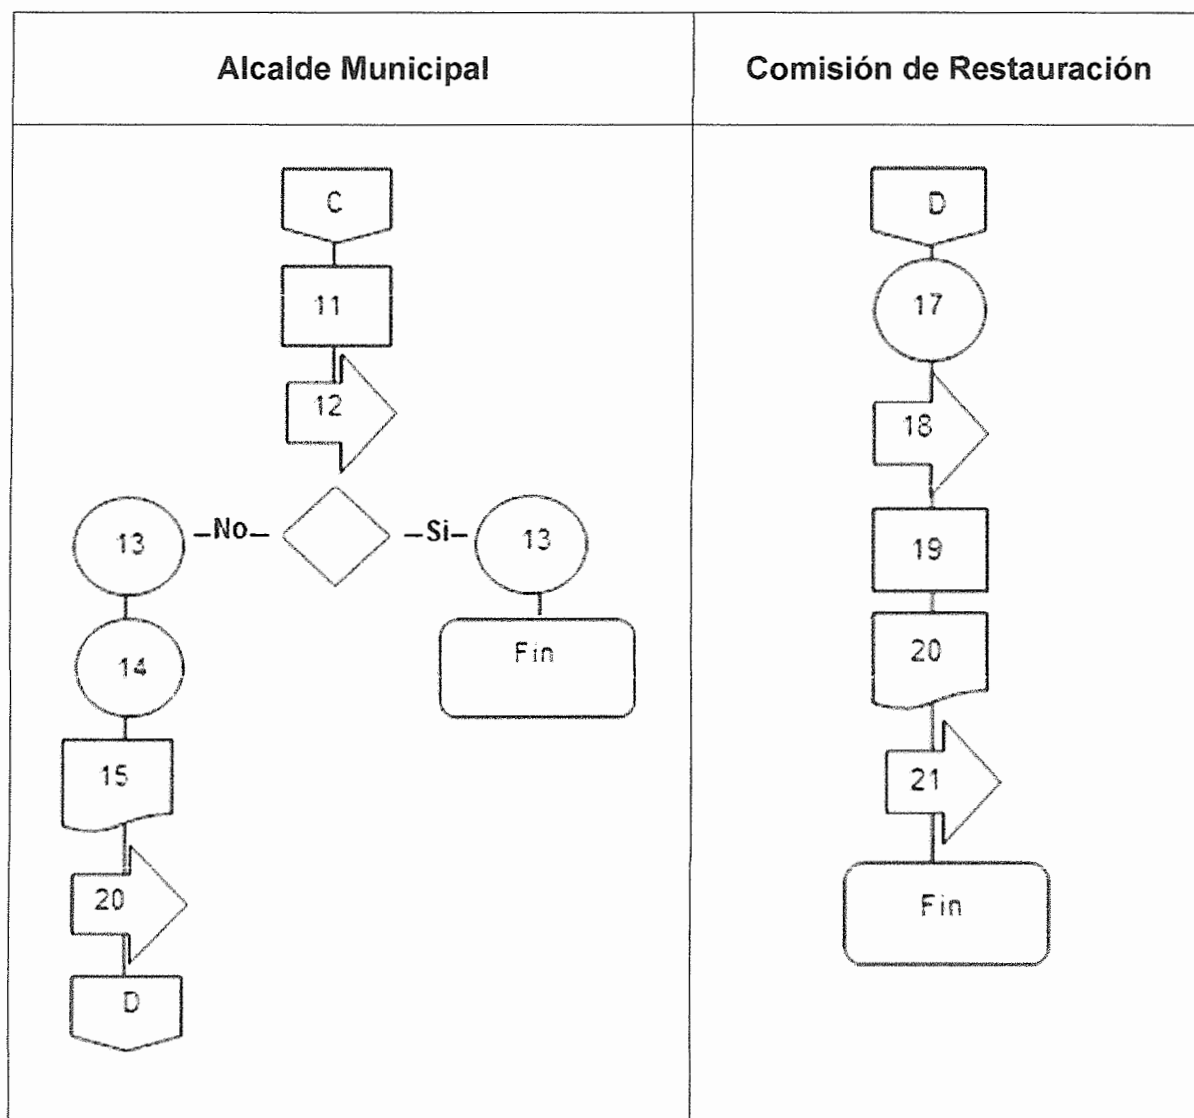 Alcalde Municipal
Comisión de Restauración
C
11
12
13
–No–
–Si–
13
14
Fin
15
20
D
D
17
18
19
20
21
Fin